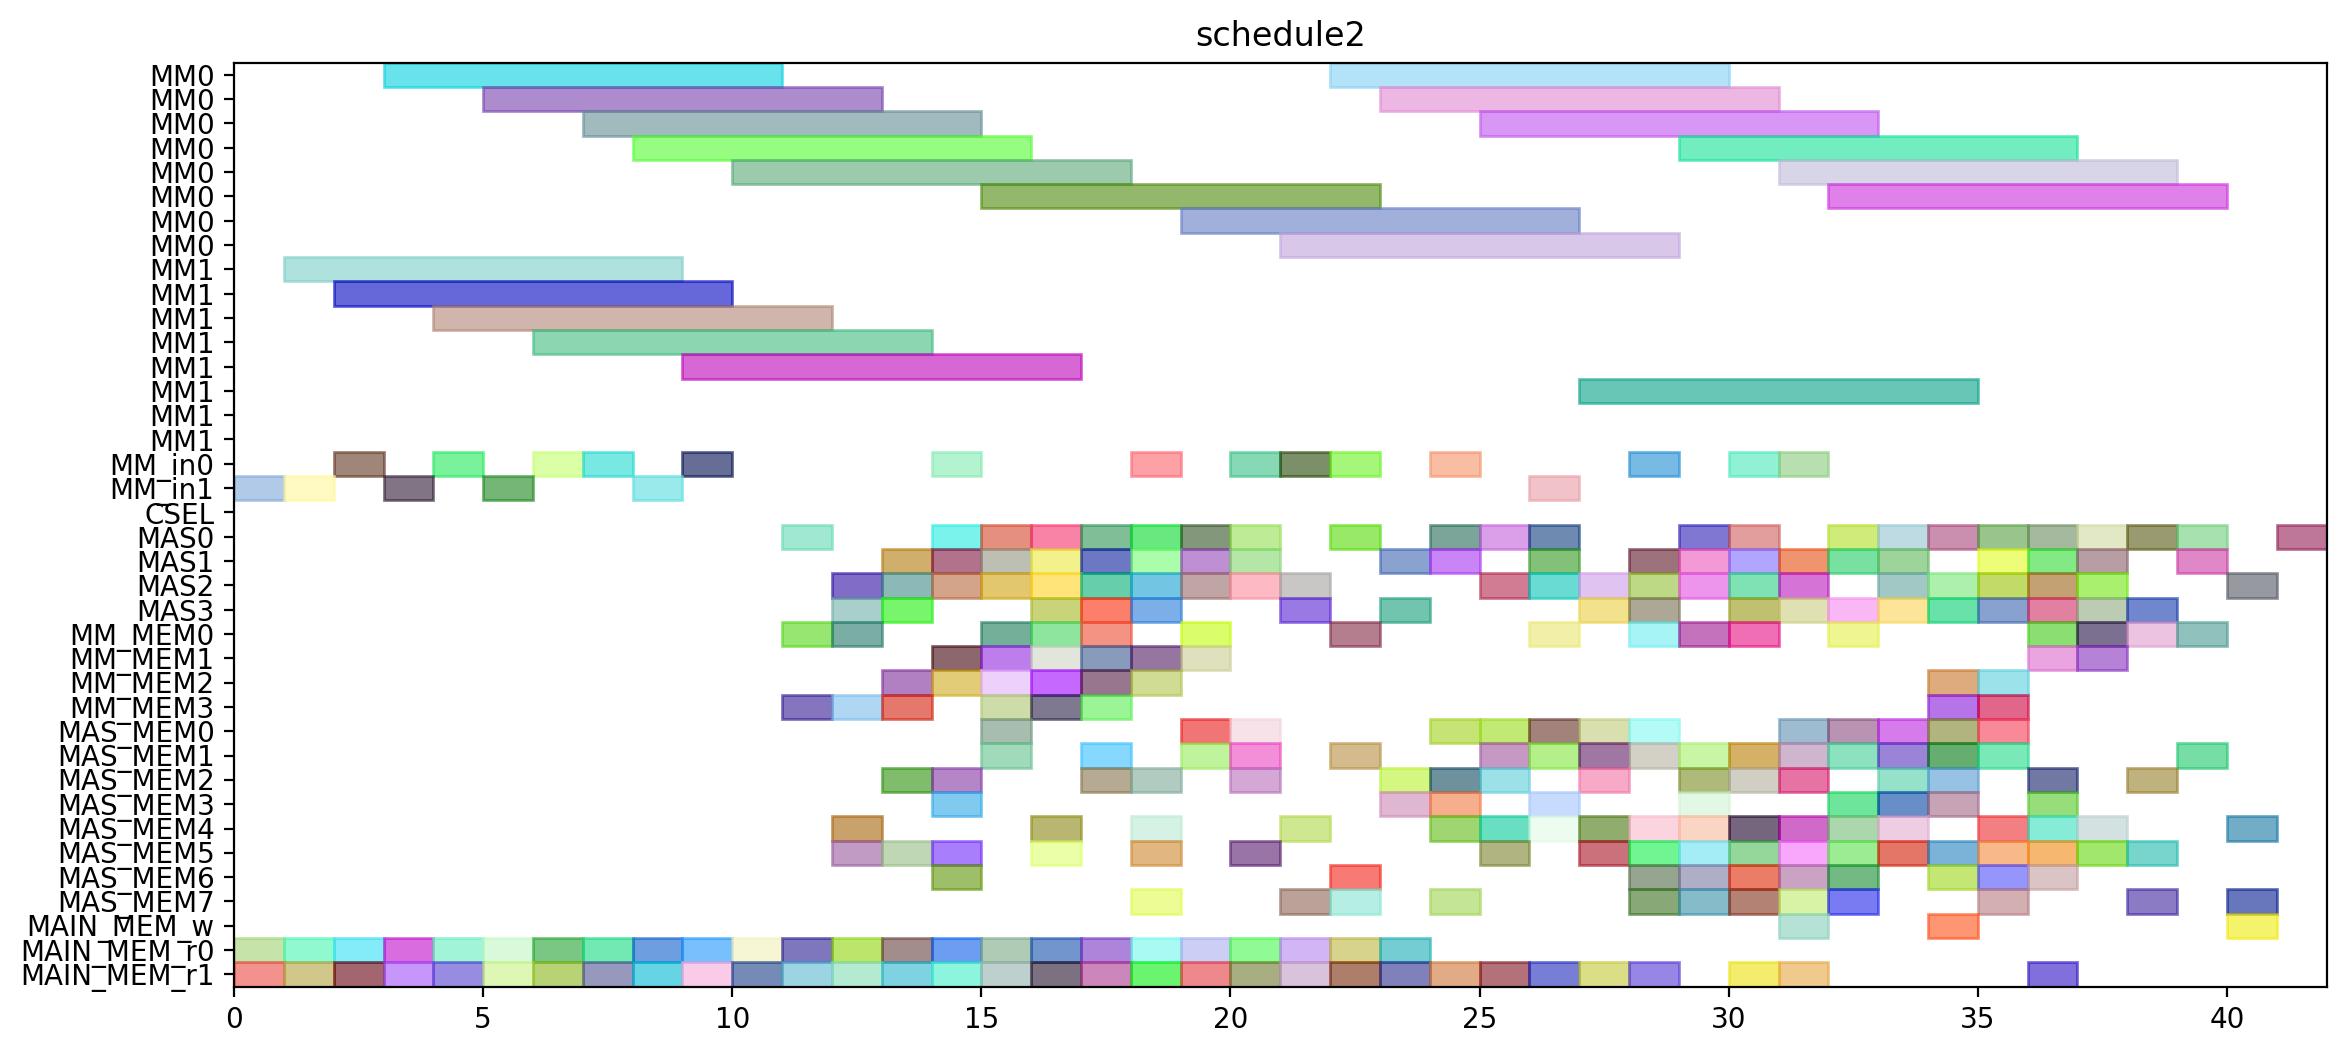 schedule2
MM0
MM0
MM0
MM0
MM0
MM0
MM0
MM0
MM1
MM1
MM1
MM1
MM1
MM1
MM1
MM1
MM_in0
MM_in1
CSEL
MAS0
MAS1
MAS2
MAS3
MM_MEM0
MM_MEM1
MM_MEM2
MM_MEM3
MAS_MEM0
MAS_MEM1
MAS_MEM2
MAS_MEM3
MAS_MEM4
MAS_MEM5
MAS_MEM6
MAS_MEM7
MAIN_MEM_w
MAIN_MEM_r0
MAIN_MEM_r1
0 5 10 15 20 25 30 35 40